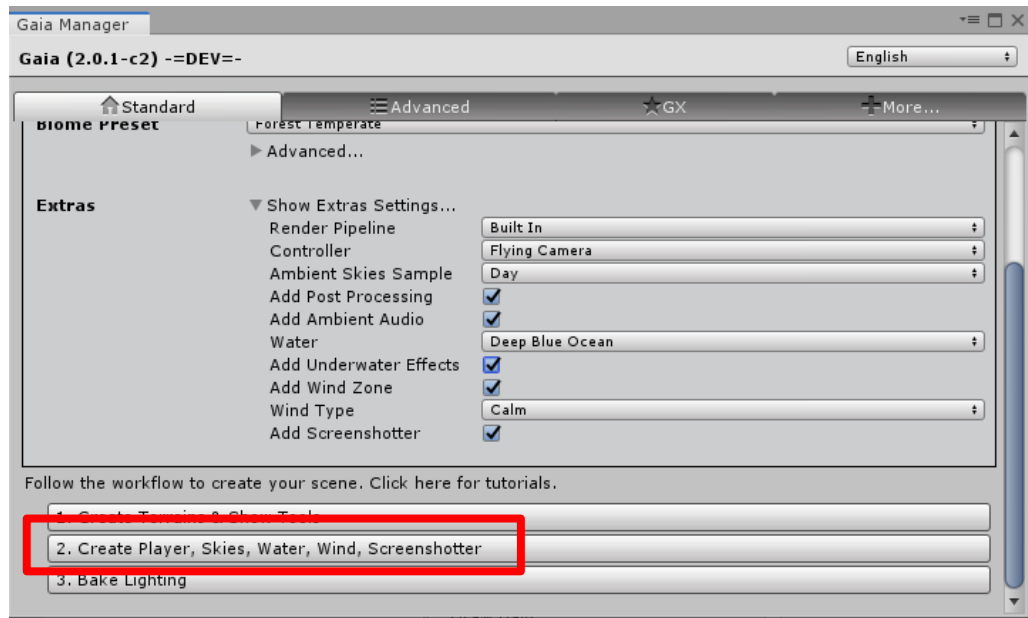 Gaia Manager
Gaia (2.0.1-c2) -=DEV=- English
Standard Advanced GX More...
Biome Preset Forest Temperate
Advanced...
Extras Show Extras Settings...
Render Pipeline Built In
Controller Flying Camera
Ambient Skies Sample Day
Add Post Processing
Add Ambient Audio
Water Deep Blue Ocean
Add Underwater Effects
Add Wind Zone
Wind Type Calm
Add Screenshotter
Follow the workflow to create your scene. Click here for tutorials.
1. Create Terrains & Show Tools
2. Create Player, Skies, Water, Wind, Screenshotter
3. Bake Lighting